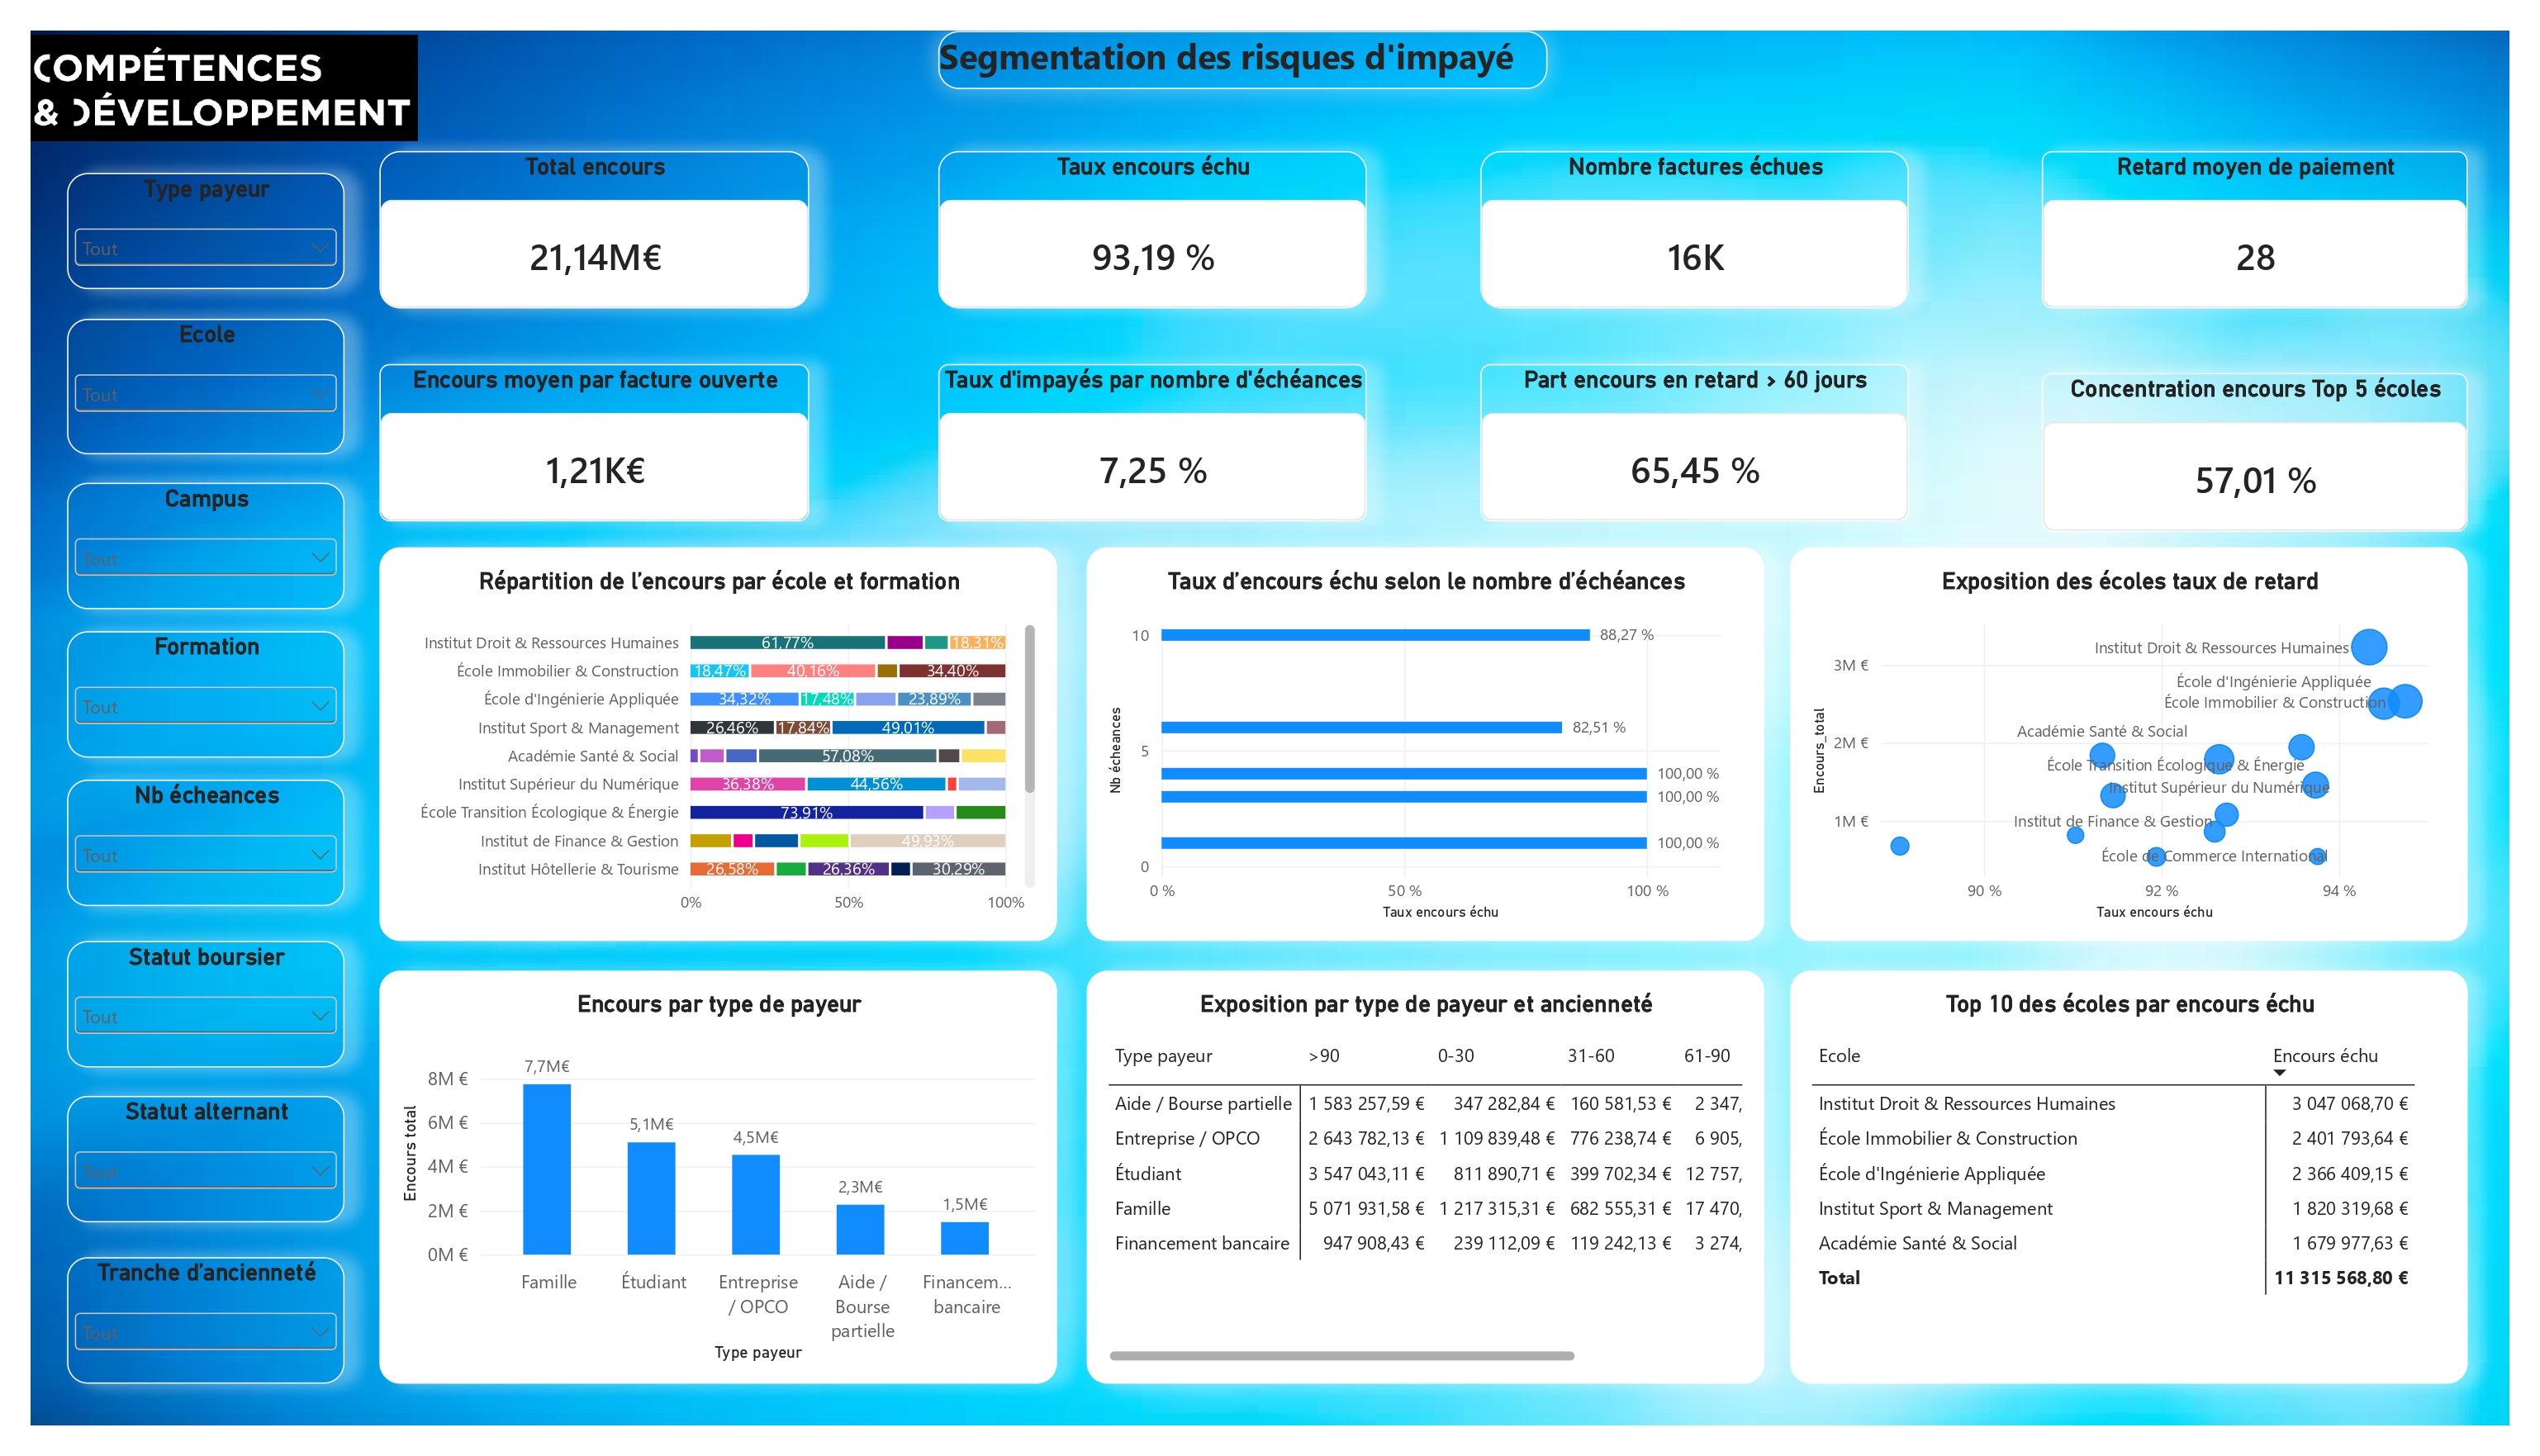 COMPÉTENCES
& DÉVELOPPEMENT
Segmentation des risques d'impayé
Type payeur
Tout
Ecole
Tout
Campus
Tout
Formation
Tout
Nb écheances
Tout
Statut boursier
Tout
Statut alternant
Tout
Tranche d'ancienneté
Tout
Total encours
21,14M€
Taux encours échu
93,19 %
Nombre factures échues
16K
Retard moyen de paiement
28
Encours moyen par facture ouverte
1,21K€
Taux d'impayés par nombre d'échéances
7,25 %
Part encours en retard > 60 jours
65,45 %
Concentration encours Top 5 écoles
57,01 %
Répartition de l’encours par école et formation
Institut Droit & Ressources Humaines 61,77% 18,31%
École Immobilier & Construction 18,47% 40,16% 34,40%
École d'Ingénierie Appliquée 34,32% 17,48% 23,89%
Institut Sport & Management 26,46% 17,84% 49,01%
Académie Santé & Social 57,08%
Institut Supérieur du Numérique 36,38% 44,56%
École Transition Écologique & Énergie 73,91%
Institut de Finance & Gestion 49,93%
Institut Hôtellerie & Tourisme 26,58% 26,36% 30,29%
0% 50% 100%
Taux d’encours échu selon le nombre d’échéances
Nb écheances
10 88,27 %
82,51 %
5
100,00 %
100,00 %
100,00 %
0
0 % 50 % 100 %
Taux encours échu
Exposition des écoles taux de retard
Encours_total
3M €
2M €
1M €
Institut Droit & Ressources Humaines
École d'Ingénierie Appliquée
École Immobilier & Construction
Académie Santé & Social
École Transition Écologique & Énergie
Institut Supérieur du Numérique
Institut de Finance & Gestion
École de Commerce International
90 % 92 % 94 %
Taux encours échu
Encours par type de payeur
Encours total
8M €
6M €
4M €
2M €
0M €
7,7M€
5,1M€
4,5M€
2,3M€
1,5M€
Famille
Étudiant
Entreprise
/ OPCO
Aide /
Bourse
partielle
Financem...
bancaire
Type payeur
Exposition par type de payeur et ancienneté
Type payeur >90 0-30 31-60 61-90
Aide / Bourse partielle 1 583 257,59 € 347 282,84 € 160 581,53 € 2 347,
Entreprise / OPCO 2 643 782,13 € 1 109 839,48 € 776 238,74 € 6 905,
Étudiant 3 547 043,11 € 811 890,71 € 399 702,34 € 12 757,
Famille 5 071 931,58 € 1 217 315,31 € 682 555,31 € 17 470,
Financement bancaire 947 908,43 € 239 112,09 € 119 242,13 € 3 274,
Top 10 des écoles par encours échu
Ecole Encours échu
Institut Droit & Ressources Humaines 3 047 068,70 €
École Immobilier & Construction 2 401 793,64 €
École d'Ingénierie Appliquée 2 366 409,15 €
Institut Sport & Management 1 820 319,68 €
Académie Santé & Social 1 679 977,63 €
Total 11 315 568,80 €